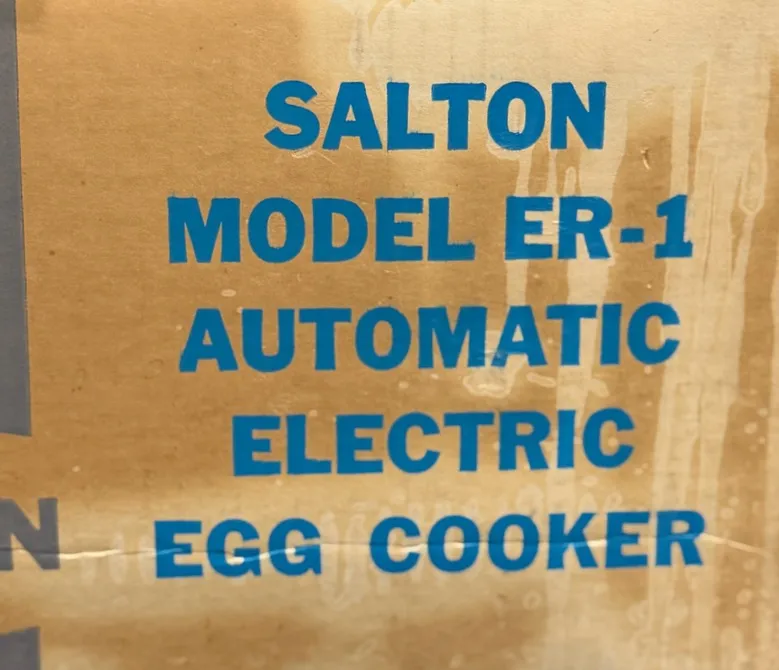 SALTON
MODEL ER-1
AUTOMATIC
ELECTRIC
EGG COOKER
N